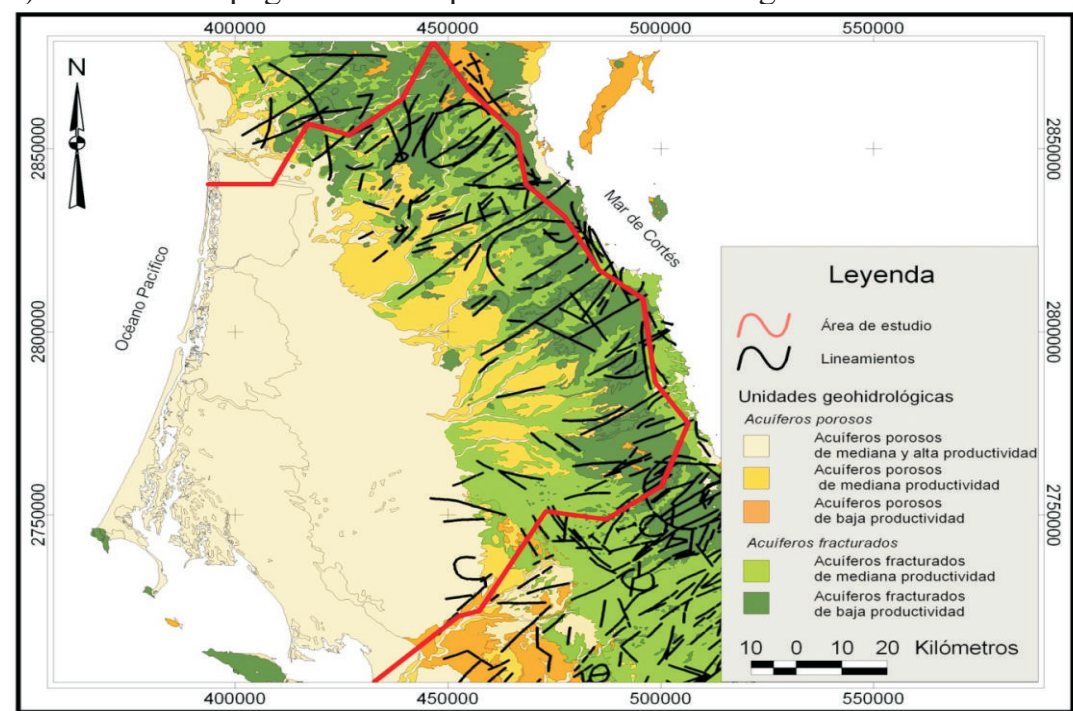 400000 450000 500000 550000
N
2850000
2850000
Mar de Cortés
Océano Pacífico
Leyenda
Área de estudio
Lineamientos
Unidades geohidrológicas
Acuíferos porosos
Acuíferos porosos
de mediana y alta productividad
Acuíferos porosos
de mediana productividad
Acuíferos porosos
de baja productividad
Acuíferos fracturados
Acuíferos fracturados
de mediana productividad
Acuíferos fracturados
de baja productividad
10 0 10 20 Kilómetros
2800000
2800000
2750000
2750000
400000 450000 500000 550000